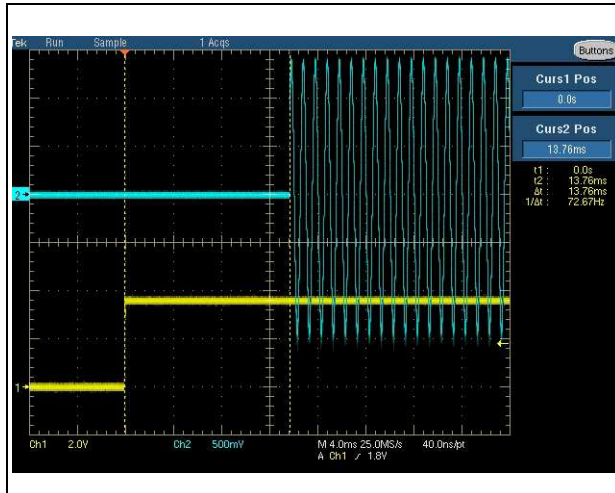 Tek Run Sample 1 Acqs
Buttons
Curs1 Pos
0.0s
Curs2 Pos
13.76ms
t1 : 0.0s
t2 : 13.76ms
Δt : 13.76ms
1/Δt : 72.67Hz
2
1
Ch1 2.0V Ch2 500mV M 4.0ms 25.0MS/s 40.0ns/pt
A Ch1 ⁄ 1.8V